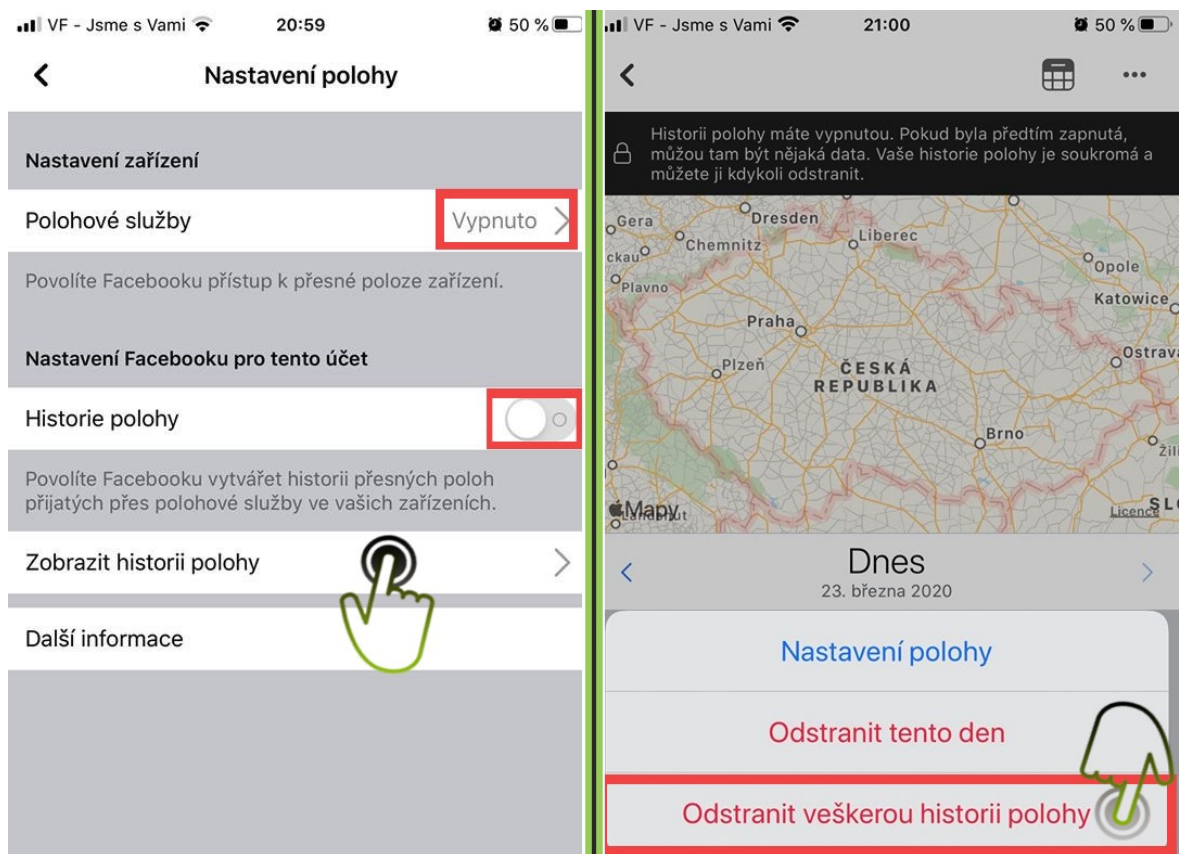 VF - Jsme s Vami 20:59 50 %
Nastavení polohy
Nastavení zařízení
Polohové služby Vypnuto
Povolíte Facebooku přístup k přesné poloze zařízení.
Nastavení Facebooku pro tento účet
Historie polohy
Povolíte Facebooku vytvářet historii přesných poloh
přijatých přes polohové služby ve vašich zařízeních.
Zobrazit historii polohy
Další informace
VF - Jsme s Vami 21:00 50 %
Historii polohy máte vypnutou. Pokud byla předtím zapnutá,
můžou tam být nějaká data. Vaše historie polohy je soukromá a
můžete ji kdykoli odstranit.
Gera
Dresden
Chemnitz
Liberec
ckau
Plavno
Opole
Katowice
Praha
Ostrav
Plzeň
ČESKÁ
REPUBLIKA
Brno
Žili
Mapy
Licence
SLO
Dnes
23. března 2020
Nastavení polohy
Odstranit tento den
Odstranit veškerou historii polohy